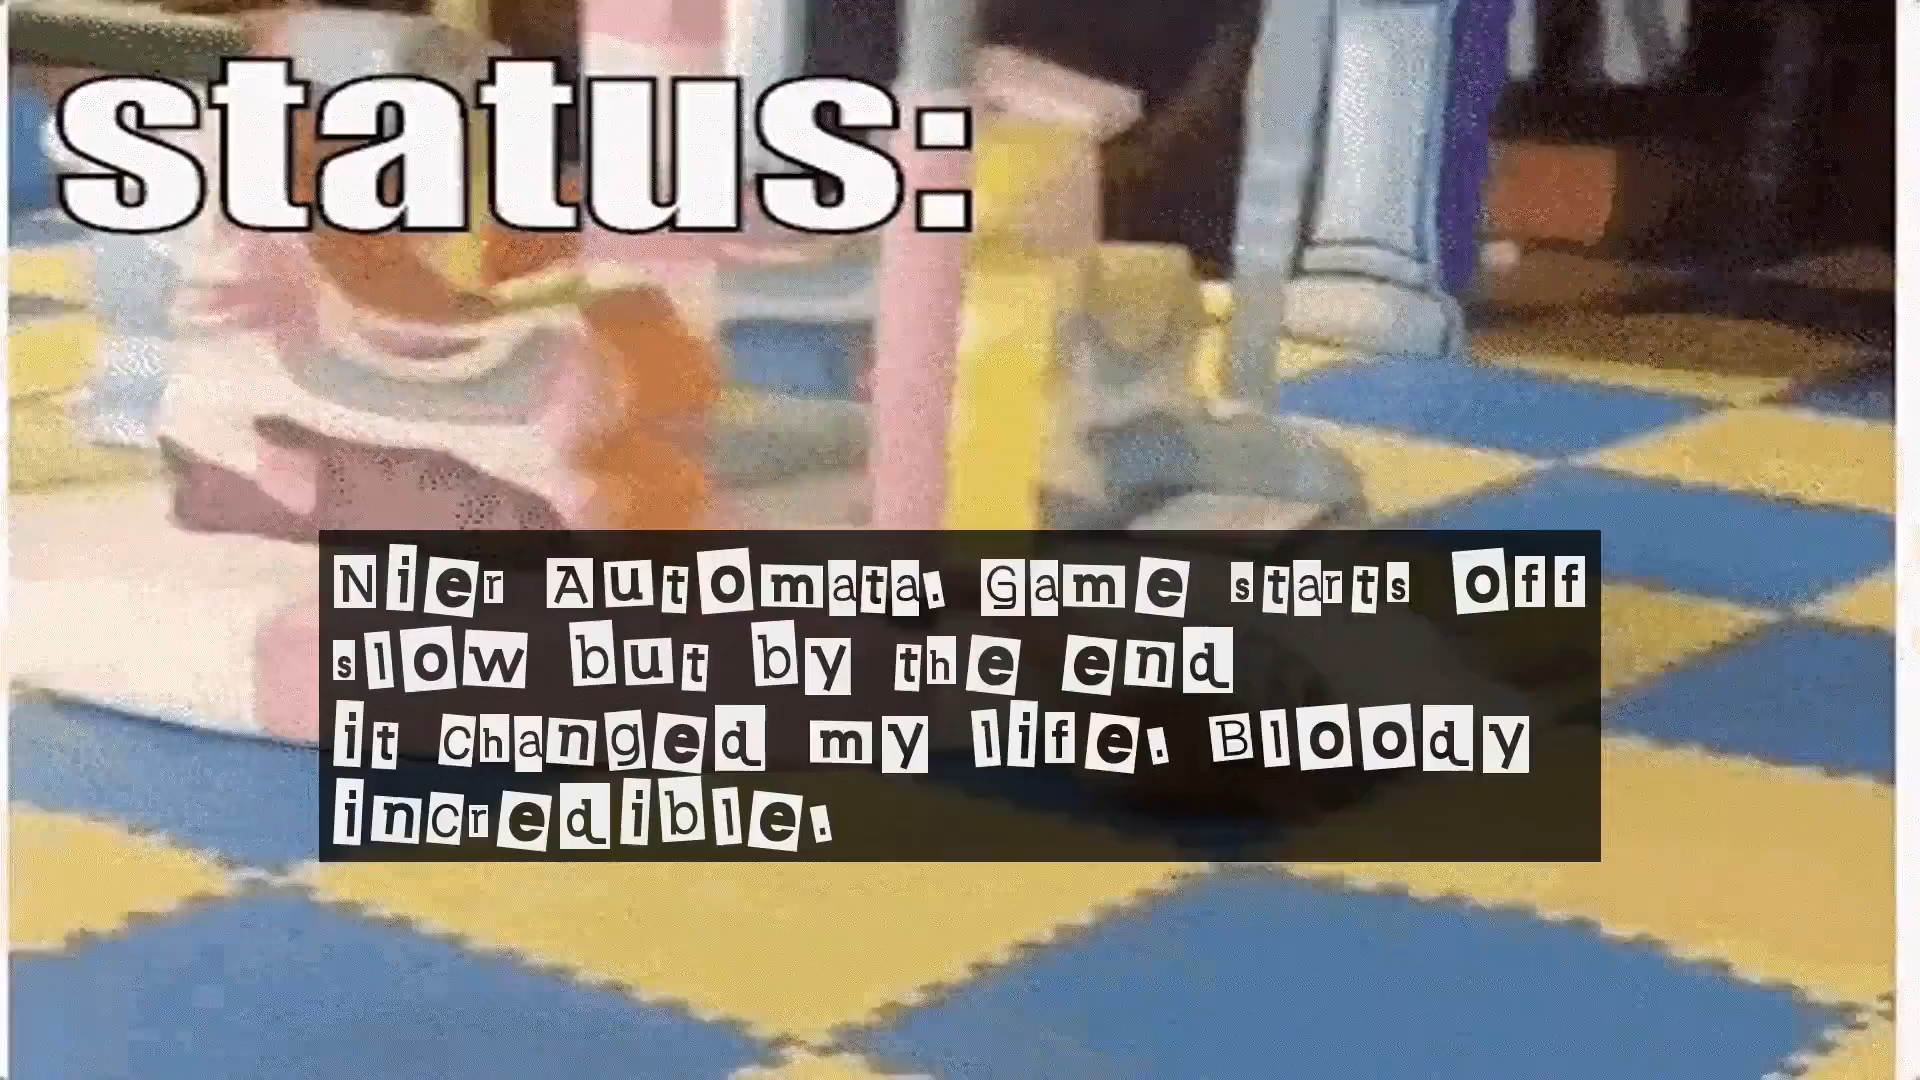 status:
Nier Automata. Game starts off
slow but by the end
it changed my life. Bloody
incredible.